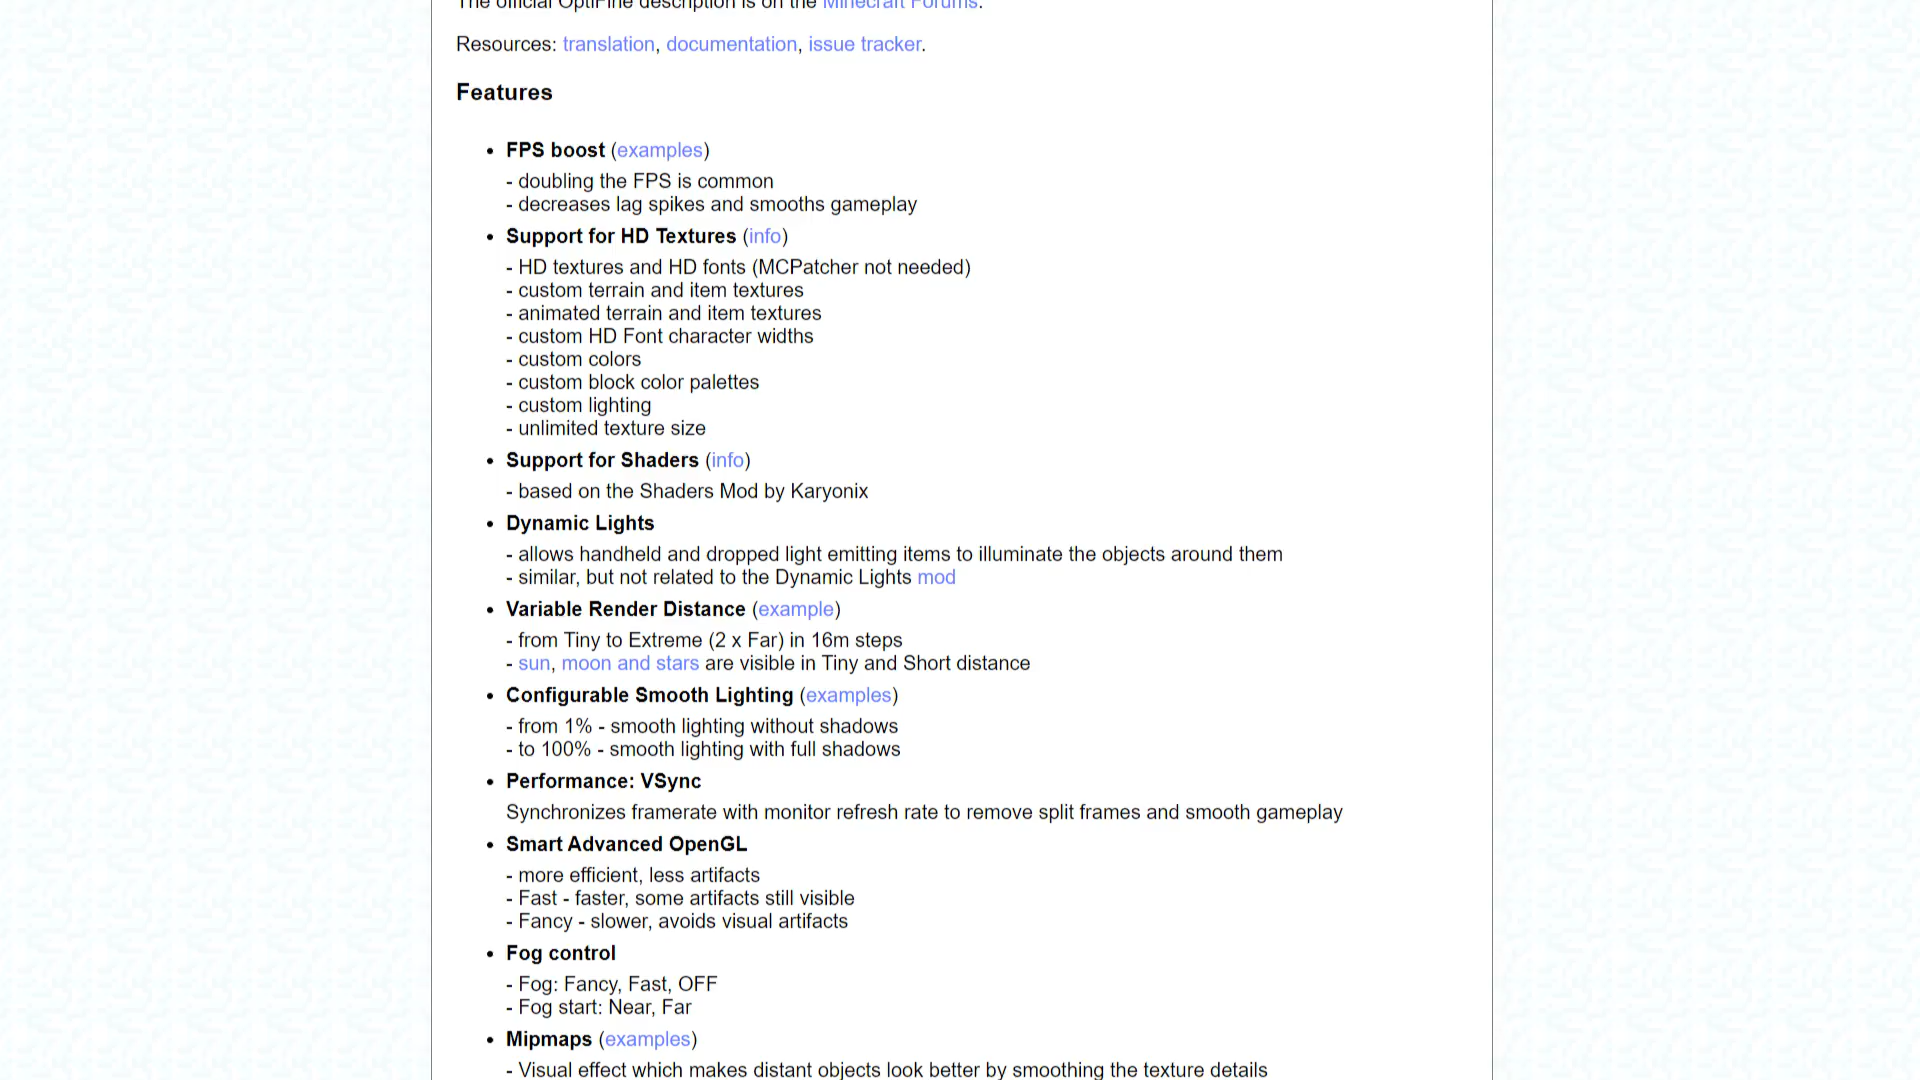 The official OptiFine description is on the Minecraft Forums.
Resources: translation, documentation, issue tracker.
Features
• FPS boost (examples)
- doubling the FPS is common
- decreases lag spikes and smooths gameplay
• Support for HD Textures (info)
- HD textures and HD fonts (MCPatcher not needed)
- custom terrain and item textures
- animated terrain and item textures
- custom HD Font character widths
- custom colors
- custom block color palettes
- custom lighting
- unlimited texture size
• Support for Shaders (info)
- based on the Shaders Mod by Karyonix
• Dynamic Lights
- allows handheld and dropped light emitting items to illuminate the objects around them
- similar, but not related to the Dynamic Lights mod
• Variable Render Distance (example)
- from Tiny to Extreme (2 x Far) in 16m steps
- sun, moon and stars are visible in Tiny and Short distance
• Configurable Smooth Lighting (examples)
- from 1% - smooth lighting without shadows
- to 100% - smooth lighting with full shadows
• Performance: VSync
Synchronizes framerate with monitor refresh rate to remove split frames and smooth gameplay
• Smart Advanced OpenGL
- more efficient, less artifacts
- Fast - faster, some artifacts still visible
- Fancy - slower, avoids visual artifacts
• Fog control
- Fog: Fancy, Fast, OFF
- Fog start: Near, Far
• Mipmaps (examples)
- Visual effect which makes distant objects look better by smoothing the texture details